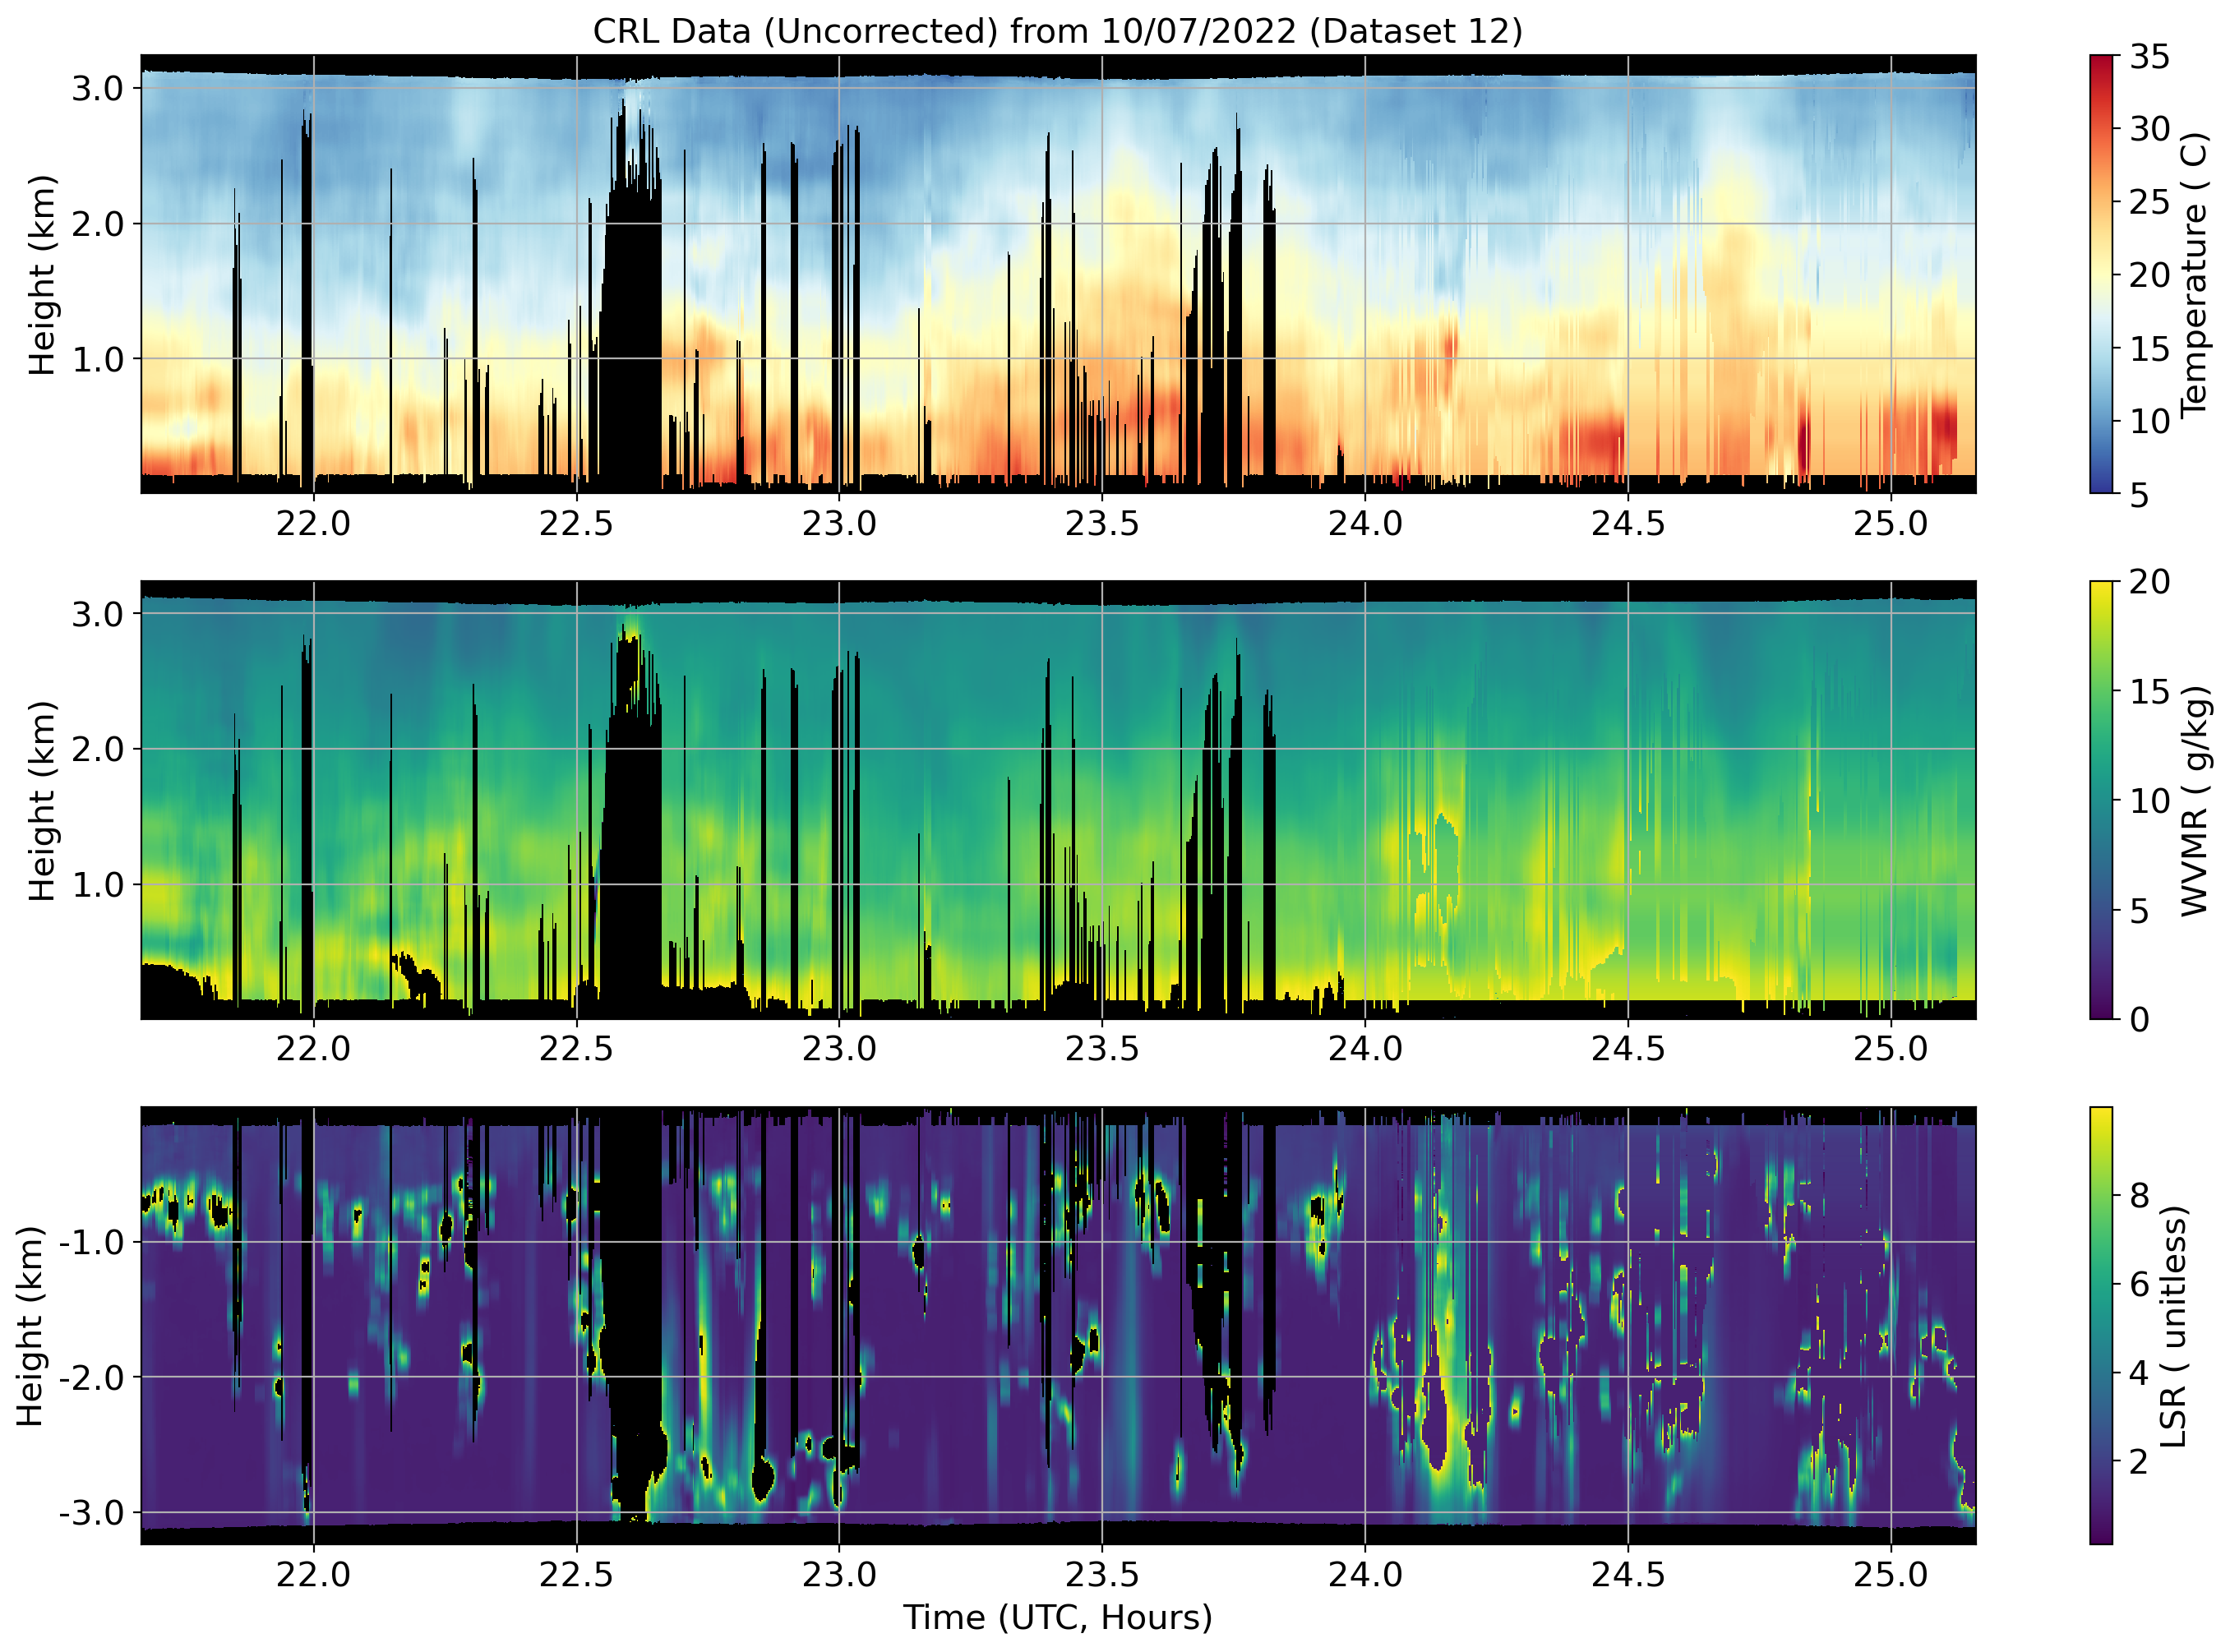 CRL Data (Uncorrected) from 10/07/2022 (Dataset 12)
Height (km)
3.0
2.0
1.0
22.0 22.5 23.0 23.5 24.0 24.5 25.0
35
30
25
20
15
10
5
Temperature ( C)
Height (km)
3.0
2.0
1.0
22.0 22.5 23.0 23.5 24.0 24.5 25.0
20
15
10
5
0
WVMR ( g/kg)
Height (km)
-1.0
-2.0
-3.0
22.0 22.5 23.0 23.5 24.0 24.5 25.0
Time (UTC, Hours)
8
6
4
2
LSR ( unitless)